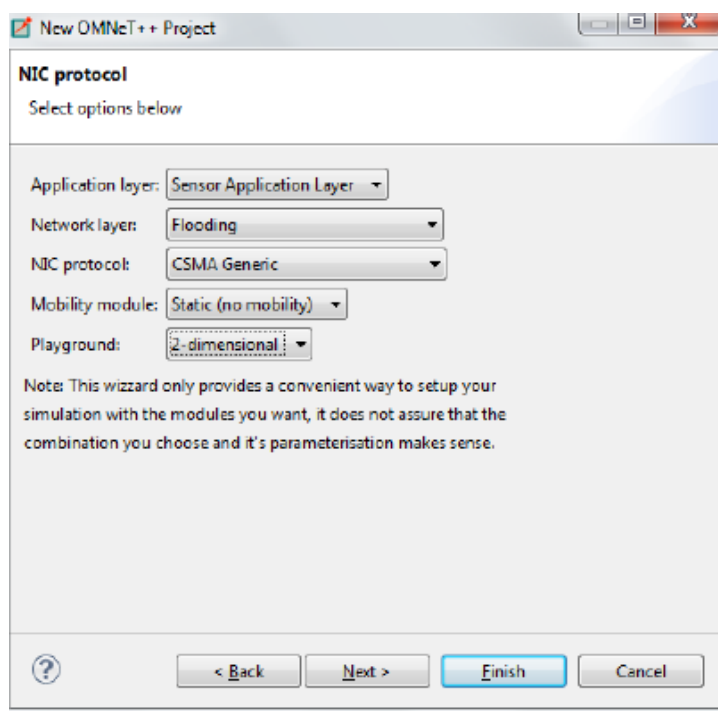 New OMNeT++ Project
NIC protocol
Select options below
Application layer: Sensor Application Layer
Network layer: Flooding
NIC protocol: CSMA Generic
Mobility module: Static (no mobility)
Playground: 2-dimensional
Note: This wizard only provides a convenient way to setup your
simulation with the modules you want, it does not assure that the
combination you choose and it's parameterisation makes sense.
? < Back Next > Finish Cancel